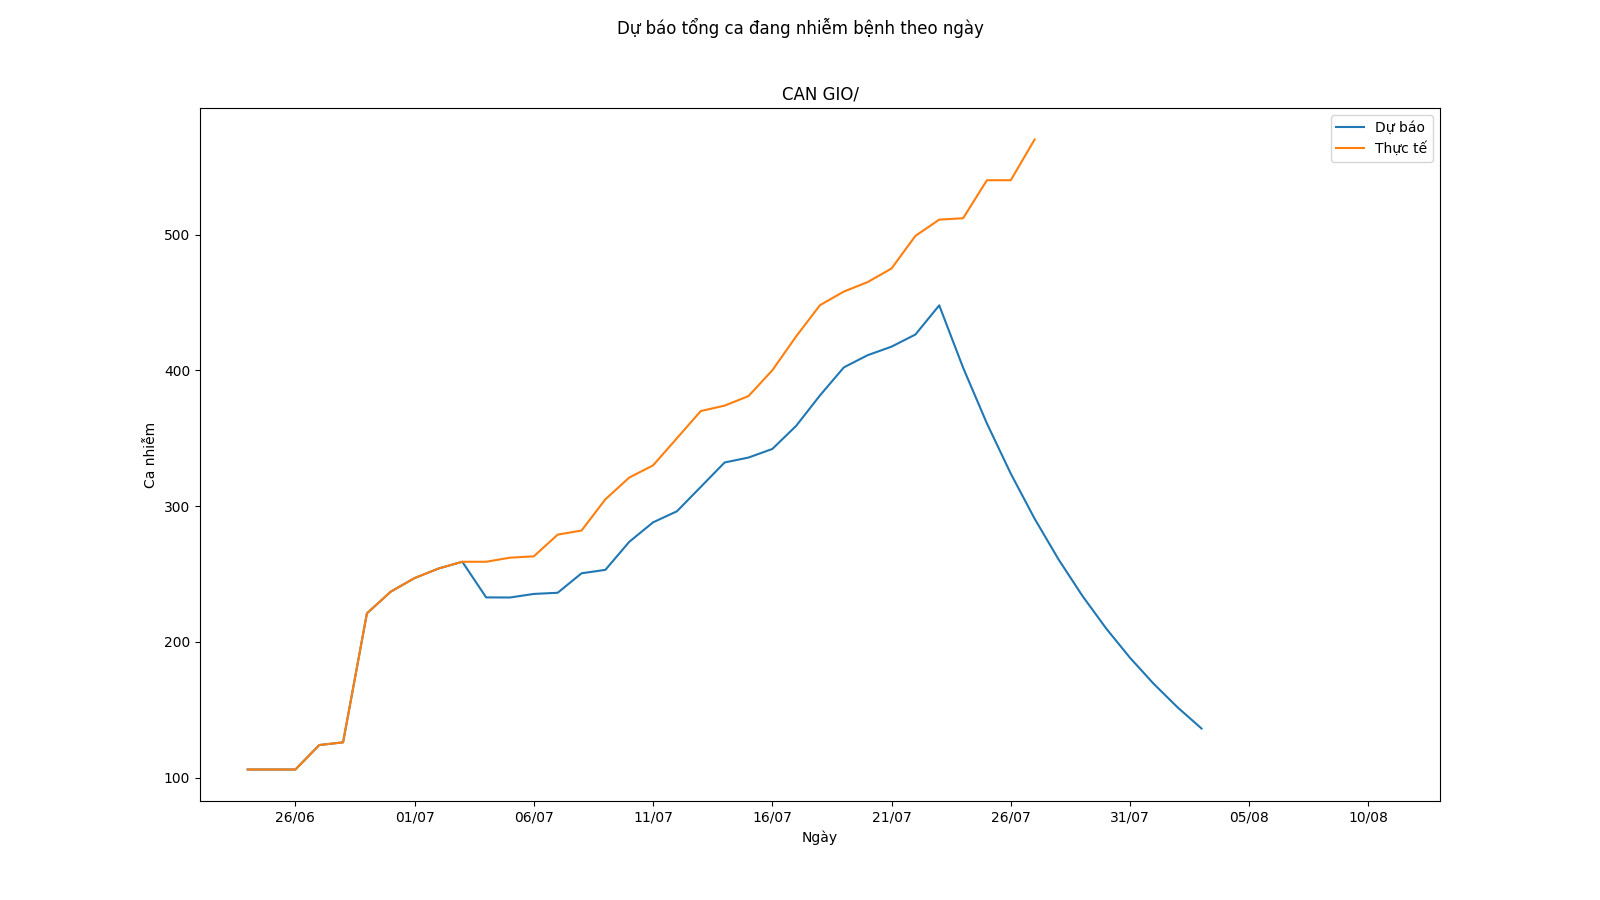 Dự báo tổng ca đang nhiễm bệnh theo ngày
CAN GIO/
Dự báo
Thực tế
Ca nhiễm
500
400
300
200
100
26/06 01/07 06/07 11/07 16/07 21/07 26/07 31/07 05/08 10/08
Ngày